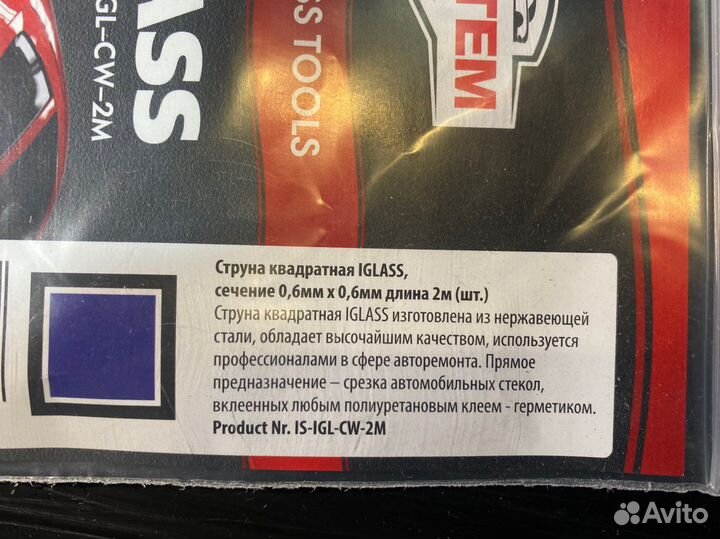 ASS
GL-CW-2M
SS TOOLS
TEM
Струна квадратная IGLASS,
сечение 0,6мм x 0,6мм длина 2м (шт.)
Струна квадратная IGLASS изготовлена из нержавеющей
стали, обладает высочайшим качеством, используется
профессионалами в сфере авторемонта. Прямое
предназначение – срезка автомобильных стекол,
вклеенных любым полиуретановым клеем - герметиком.
Product Nr. IS-IGL-CW-2M
Avito